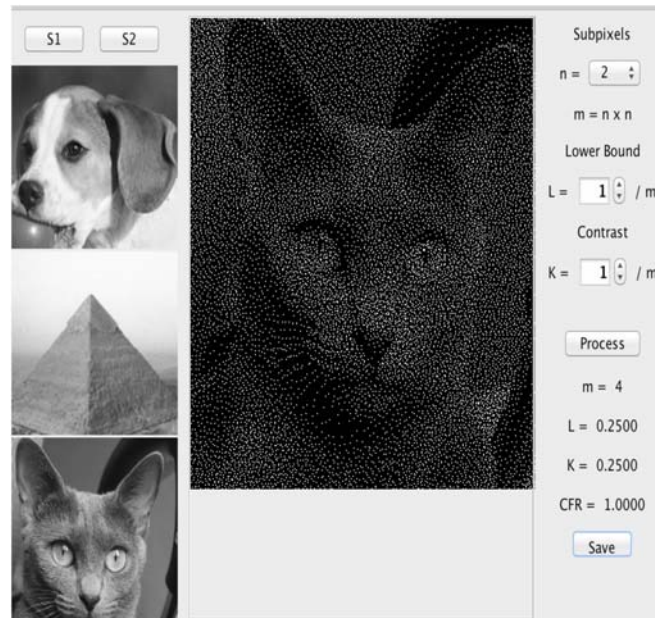 S1 S2
Subpixels
n = 2
m = n x n
Lower Bound
L = 1 / m
Contrast
K = 1 / m
Process
m = 4
L = 0.2500
K = 0.2500
CFR = 1.0000
Save